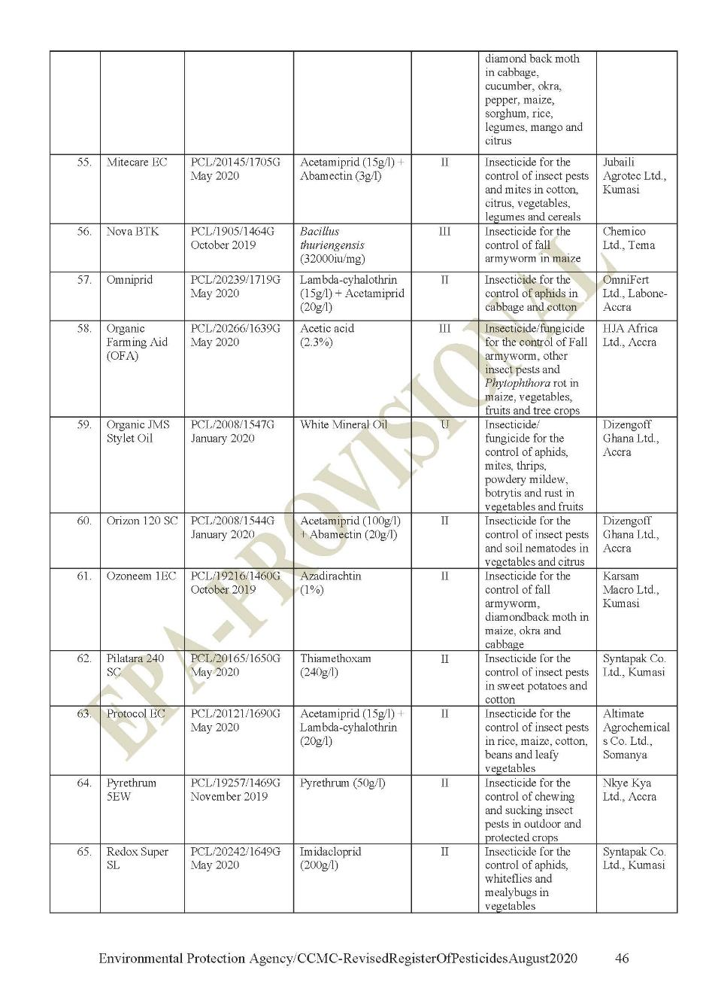 diamond back moth
in cabbage,
cucumber, okra,
pepper, maize,
sorghum, rice,
legumes, mango and
citrus
55. Mitecare EC PCL/20145/1705G Acetamiprid (15g/l) + II Insecticide for the Jubaili
May 2020 Abamectin (3g/l) control of insect pests Agrotec Ltd.,
and mites in cotton, Kumasi
citrus, vegetables,
legumes and cereals
56. Nova BTK PCL/1905/1464G Bacillus III Insecticide for the Chemico
October 2019 thuriengensis control of fall Ltd., Tema
(32000iu/mg) armyworm in maize
57. Omniprid PCL/20239/1719G Lambda-cyhalothrin II Insecticide for the OmniFert
May 2020 (15g/l) + Acetamiprid control of aphids in Ltd., Labone-
(20g/l) cabbage and cotton Accra
58. Organic PCL/20266/1639G Acetic acid III Insecticide/fungicide HJA Africa
Farming Aid May 2020 (2.3%) for the control of Fall Ltd., Accra
(OFA) armyworm, other
insect pests and
Phytophthora rot in
maize, vegetables,
fruits and tree crops
59. Organic JMS PCL/2008/1547G White Mineral Oil U Insecticide/ Dizengoff
Stylet Oil January 2020 fungicide for the Ghana Ltd.,
control of aphids, Accra
mites, thrips,
powdery mildew,
botrytis and rust in
vegetables and fruits
60. Orizon 120 SC PCL/2008/1544G Acetamiprid (100g/l) II Insecticide for the Dizengoff
January 2020 + Abamectin (20g/l) control of insect pests Ghana Ltd.,
and soil nematodes in Accra
vegetables and citrus
61. Ozoneem 1EC PCL/19216/1460G Azadirachtin II Insecticide for the Karsam
October 2019 (1%) control of fall Macro Ltd.,
armyworm, Kumasi
diamondback moth in
maize, okra and
cabbage
62. Pilatara 240 PCL/20165/1650G Thiamethoxam II Insecticide for the Syntapak Co.
SC May 2020 (240g/l) control of insect pests Ltd., Kumasi
in sweet potatoes and
cotton
63. Protocol EC PCL/20121/1690G Acetamiprid (15g/l) + II Insecticide for the Altimate
May 2020 Lambda-cyhalothrin control of insect pests Agrochemical
(20g/l) in rice, maize, cotton, s Co. Ltd.,
beans and leafy Somanya
vegetables
64. Pyrethrum PCL/19257/1469G Pyrethrum (50g/l) II Insecticide for the Nkye Kya
5EW November 2019 control of chewing Ltd., Accra
and sucking insect
pests in outdoor and
protected crops
65. Redox Super PCL/20242/1649G Imidacloprid II Insecticide for the Syntapak Co.
SL May 2020 (200g/l) control of aphids, Ltd., Kumasi
whiteflies and
mealybugs in
vegetables
EPA-PROVISIONAL
Environmental Protection Agency/CCMC-RevisedRegisterOfPesticidesAugust2020 46